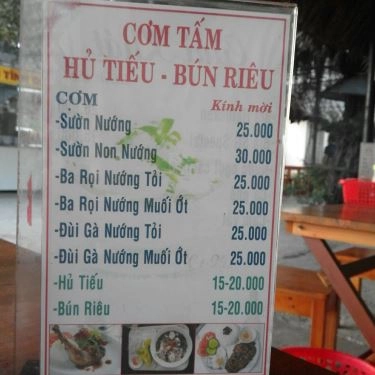 CƠM TẤM
HỦ TIẾU - BÚN RIÊU
CƠM Kính mời
-Sườn Nướng 25.000
-Sườn Non Nướng 30.000
-Ba Rọi Nướng Tỏi 25.000
-Ba Rọi Nướng Muối Ớt 25.000
-Đùi Gà Nướng Tỏi 25.000
-Đùi Gà Nướng Muối Ớt 25.000
-Hủ Tiếu 15-20.000
-Bún Riêu 15-20.000